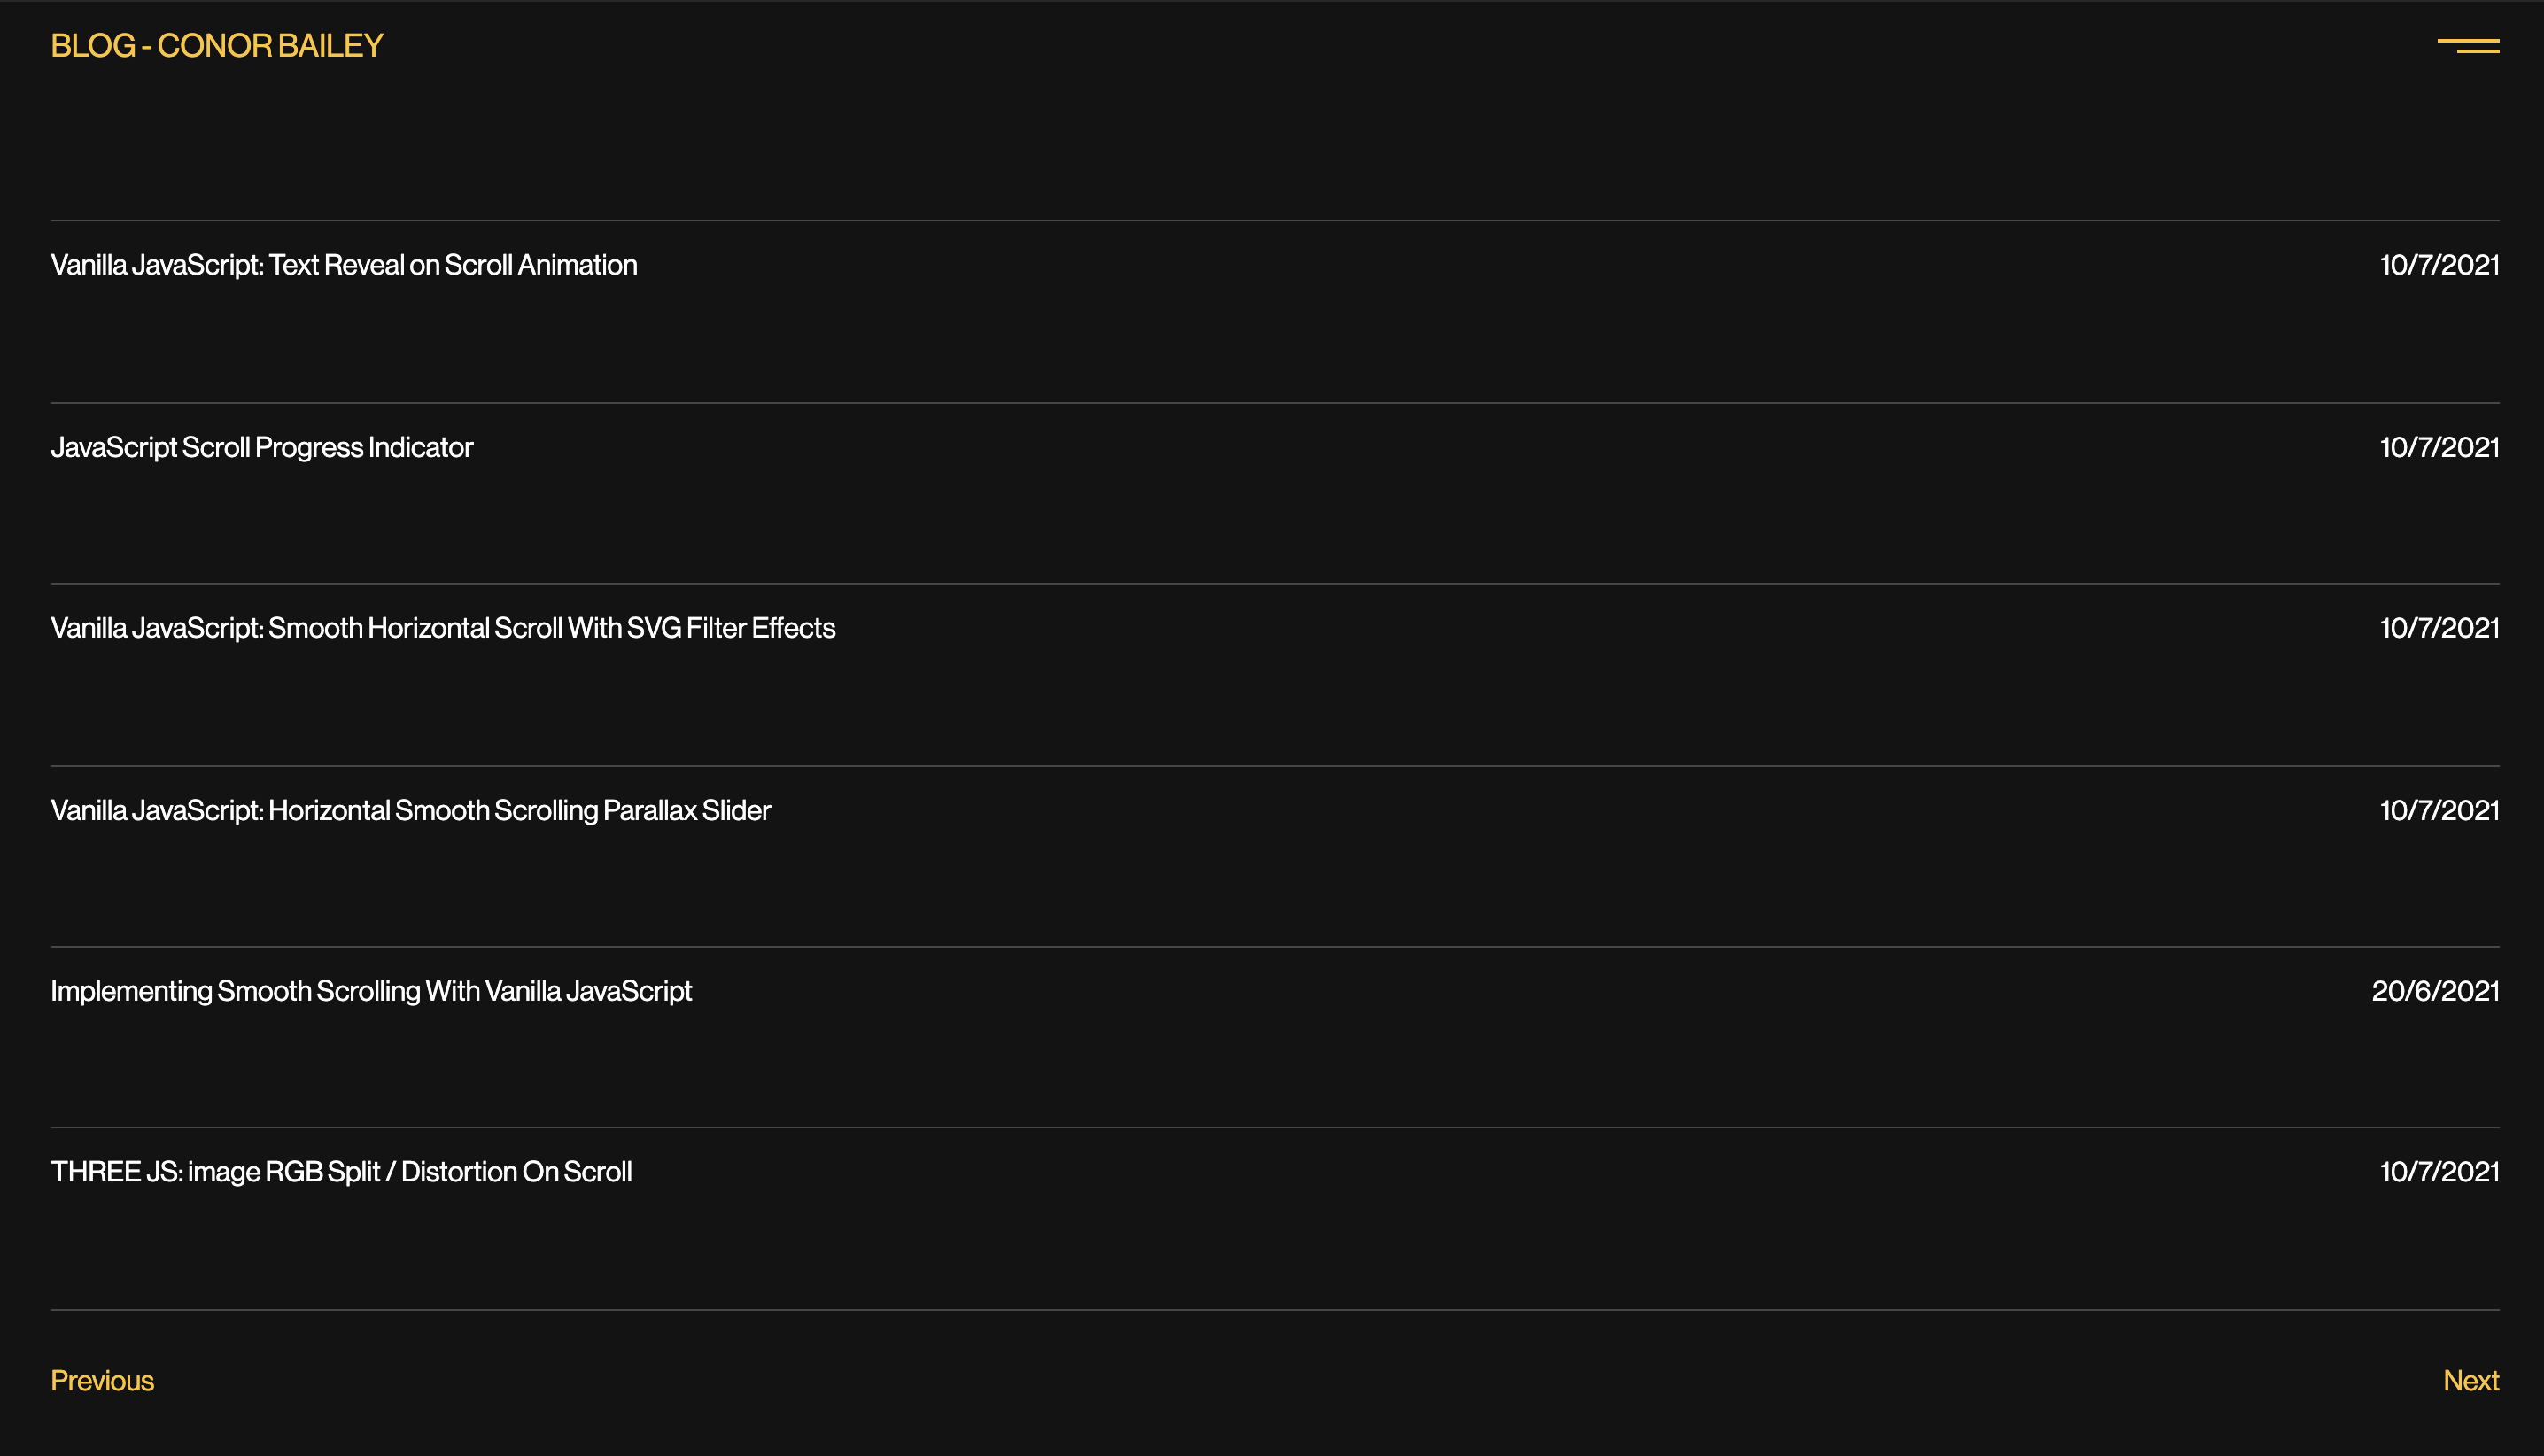 BLOG - CONOR BAILEY
Vanilla JavaScript: Text Reveal on Scroll Animation 10/7/2021
JavaScript Scroll Progress Indicator 10/7/2021
Vanilla JavaScript: Smooth Horizontal Scroll With SVG Filter Effects 10/7/2021
Vanilla JavaScript: Horizontal Smooth Scrolling Parallax Slider 10/7/2021
Implementing Smooth Scrolling With Vanilla JavaScript 20/6/2021
THREE JS: image RGB Split / Distortion On Scroll 10/7/2021
Previous Next